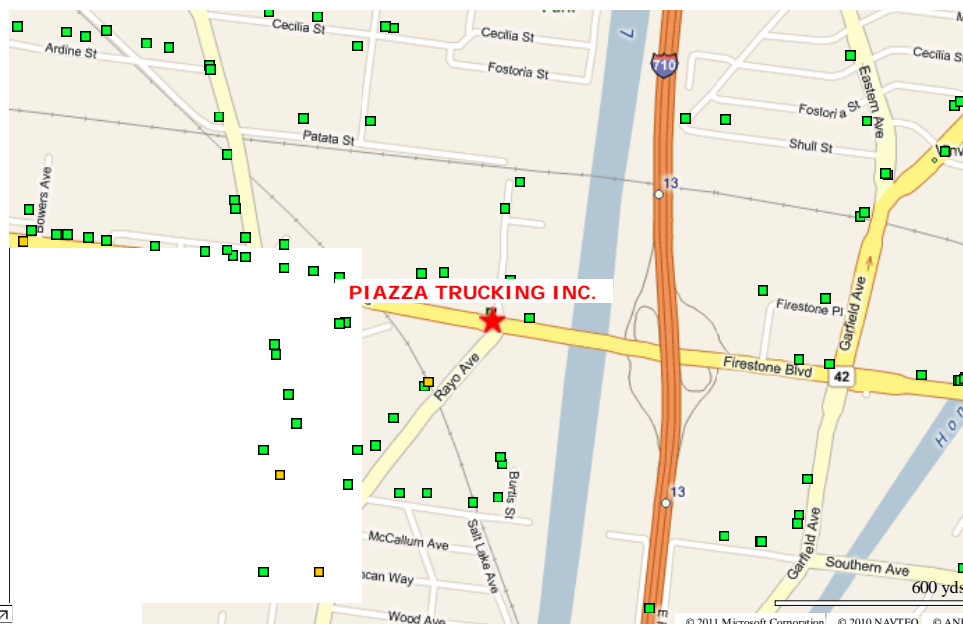 Park
Cecilia St
Cecilia St
Ardine St
Fostoria St
7
710
Cecilia St
Eastern Ave
Fostoria St
Shull St
Patata St
13
Bowers Ave
PIAZZA TRUCKING INC.
Firestone Pl
Garfield Ave
Firestone Blvd
42
Rayo Ave
Burtis St
13
McCallum Ave
Salt Lake Ave
Garfield Ave
Southern Ave
Wood Ave
600 yds
© 2011 Microsoft Corporation © 2010 NAVTEQ